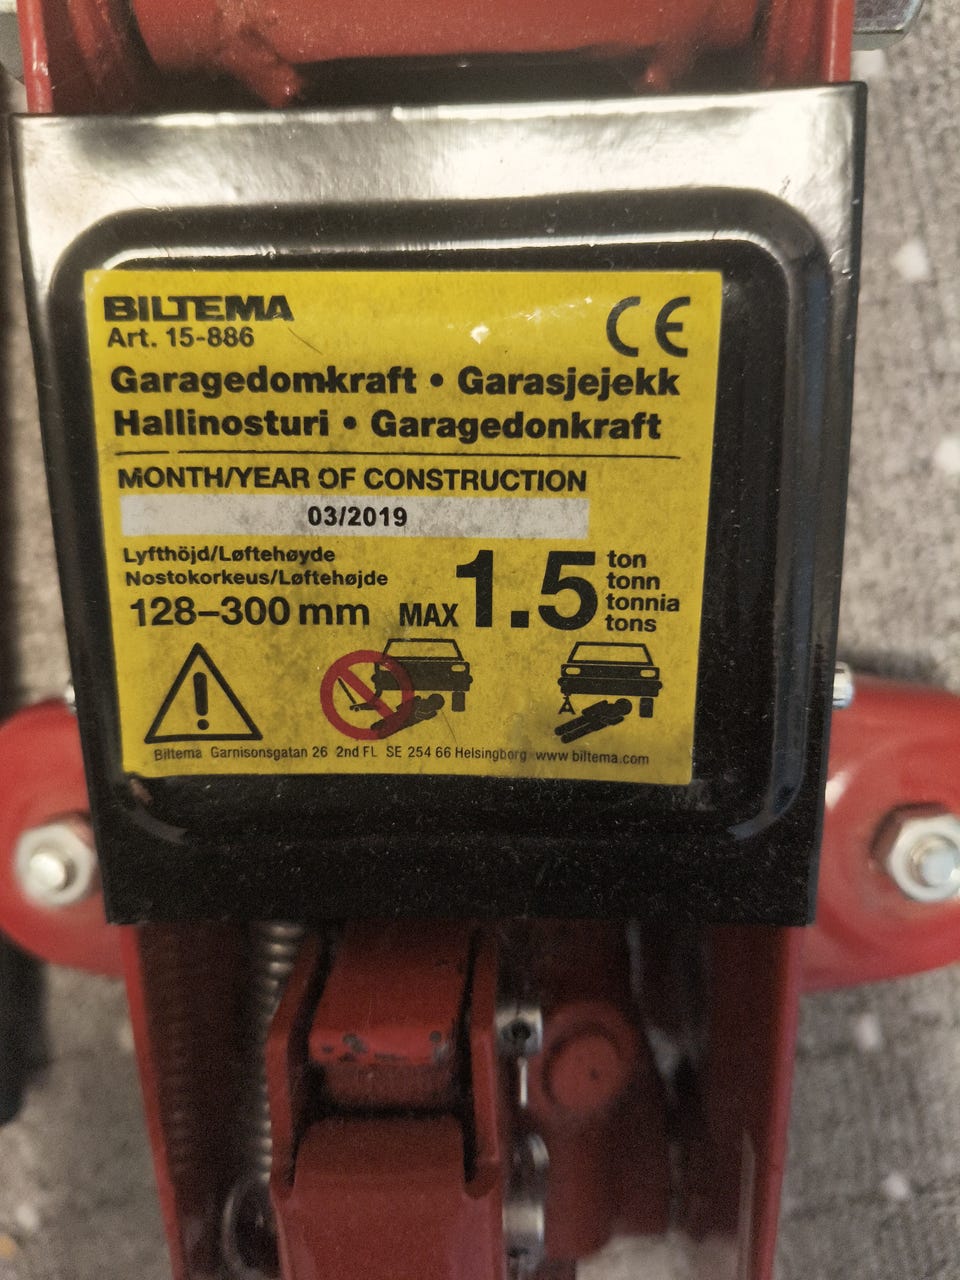 BILTEMA
Art. 15-886
CE
Garagedomkraft • Garasjejekk
Hallinosturi • Garagedonkraft
MONTH/YEAR OF CONSTRUCTION
03/2019
Lyfthöjd/Løftehøyde
Nostokorkeus/Løftehøjde
128–300 mm
MAX 1.5
ton
tonn
tonnia
tons
Biltema Garnisonsgatan 26 2nd FL SE 254 66 Helsingborg www.biltema.com